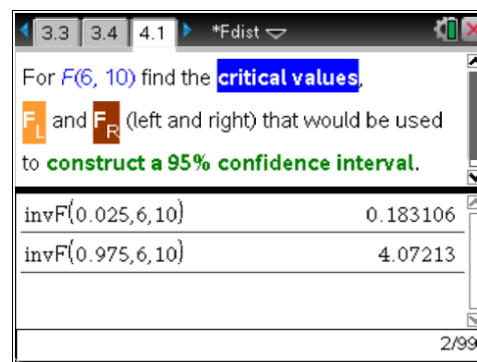 3.3 3.4 4.1 *Fdist
For F(6, 10) find the critical values,
FL and FR (left and right) that would be used
to construct a 95% confidence interval.
invF(0.025,6,10) 0.183106
invF(0.975,6,10) 4.07213
2/99